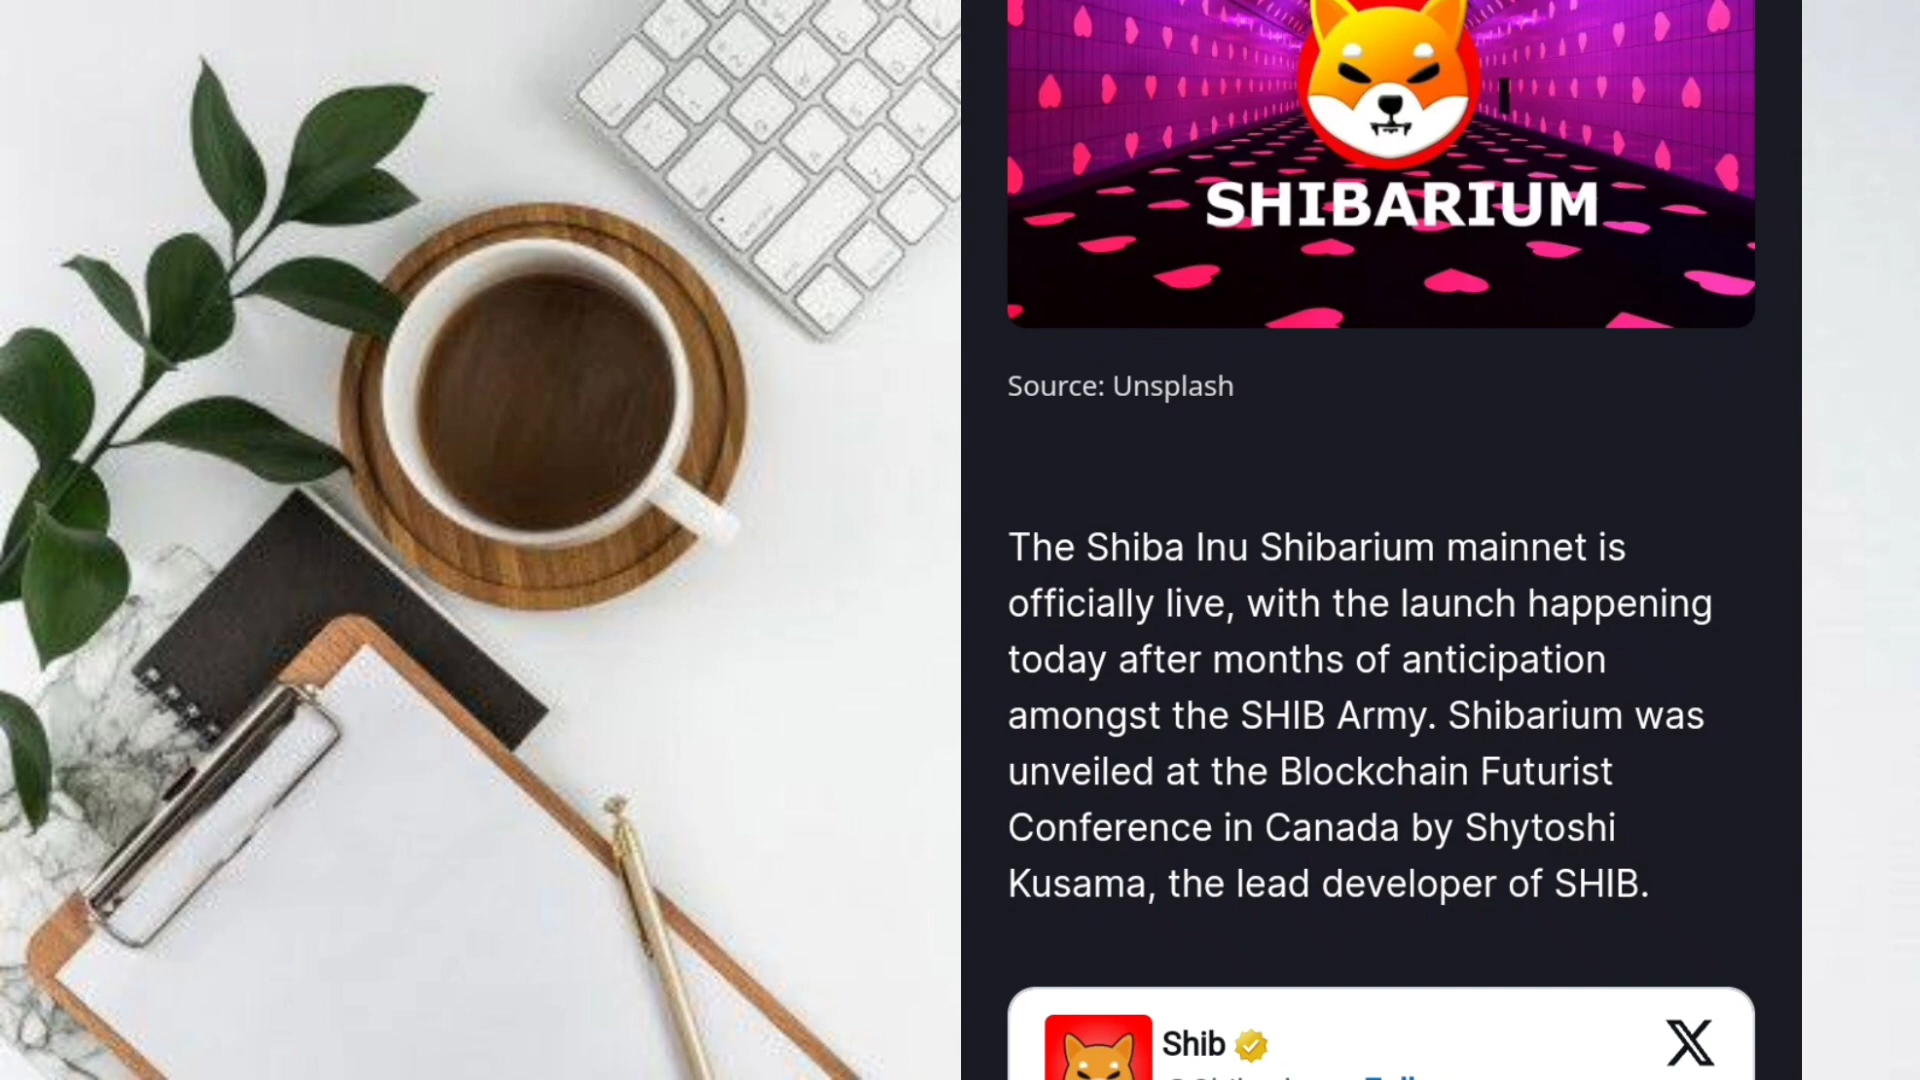 SHIBARIUM
Source: Unsplash
The Shiba Inu Shibarium mainnet is
officially live, with the launch happening
today after months of anticipation
amongst the SHIB Army. Shibarium was
unveiled at the Blockchain Futurist
Conference in Canada by Shytoshi
Kusama, the lead developer of SHIB.
Shib